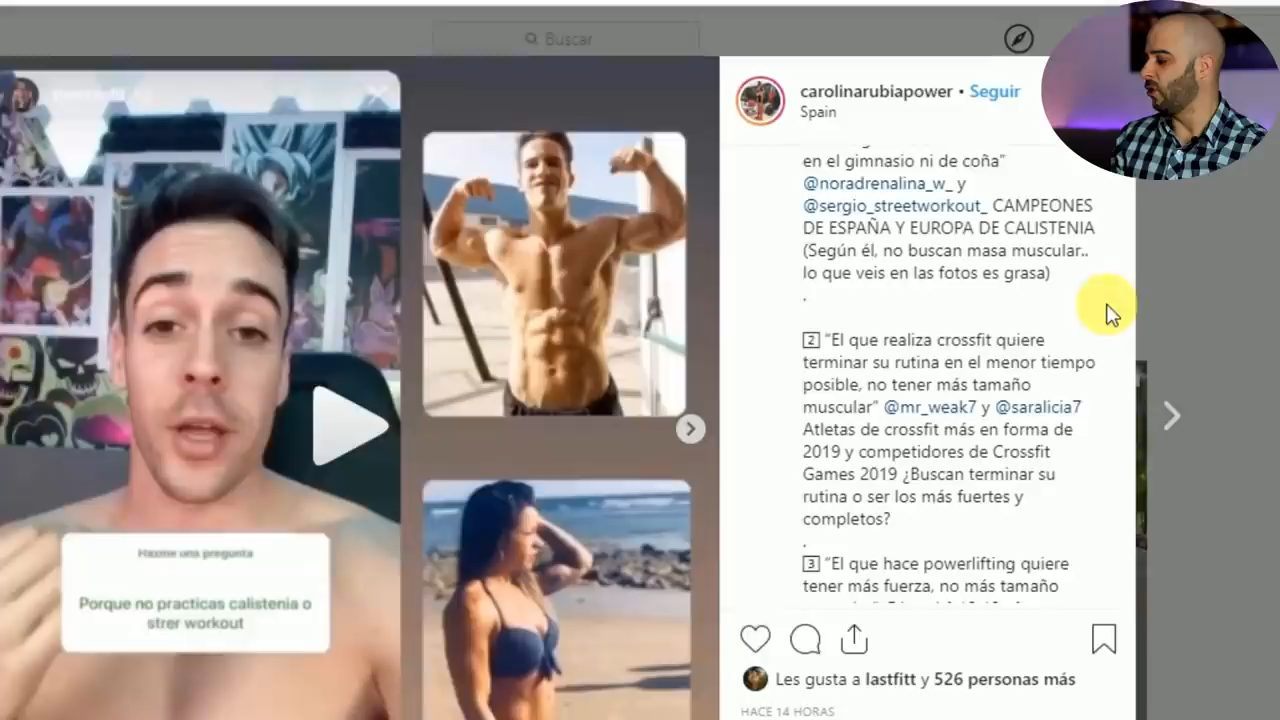 Buscar
carolinarubiapower • Seguir
Spain
en el gimnasio ni de coña”
@noradrenalina_w_ y
@sergio_streetworkout_ CAMPEONES
DE ESPAÑA Y EUROPA DE CALISTENIA
(Según él, no buscan masa muscular..
lo que veis en las fotos es grasa)
.
2 “El que realiza crossfit quiere
terminar su rutina en el menor tiempo
posible, no tener más tamaño
muscular” @mr_weak7 y @saralicia7
Atletas de crossfit más en forma de
2019 y competidores de Crossfit
Games 2019 ¿Buscan terminar su
rutina o ser los más fuertes y
completos?
.
3 “El que hace powerlifting quiere
tener más fuerza, no más tamaño
Les gusta a lastfitt y 526 personas más
HACE 14 HORAS
Hazme una pregunta
Porque no practicas calistenia o
strer workout